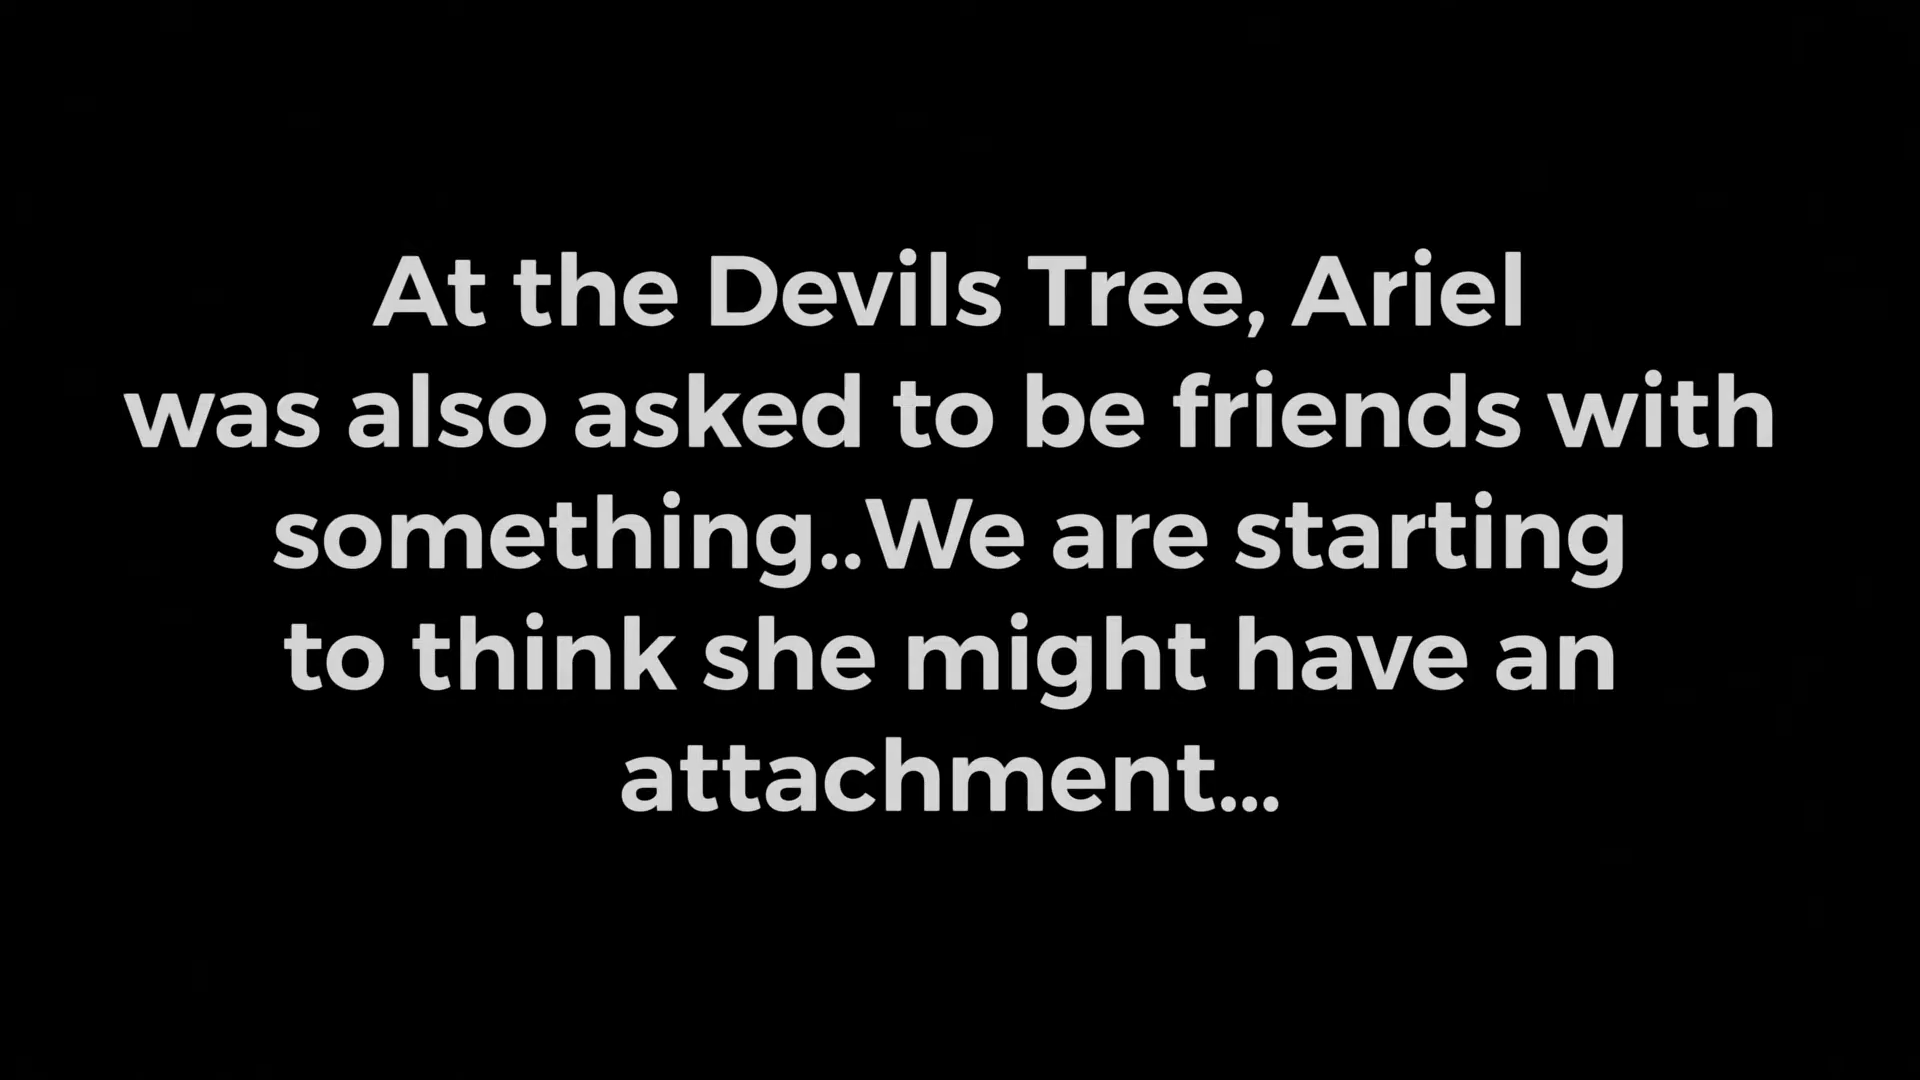 At the Devils Tree, Ariel
was also asked to be friends with
something..We are starting
to think she might have an
attachment...